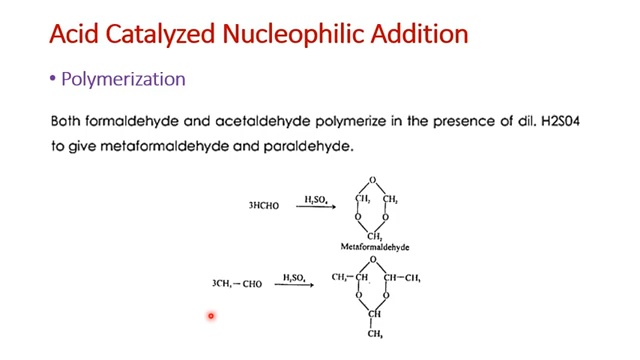 Acid Catalyzed Nucleophilic Addition
• Polymerization
Both formaldehyde and acetaldehyde polymerize in the presence of dil. H2SO4
to give metaformaldehyde and paraldehyde.
O
3HCHO H₂SO₄ CH₂ CH₂
O O
CH₂
Metaformaldehyde
O
3CH₃—CHO H₂SO₄ CH₃—CH CH—CH₃
O O
CH
CH₃